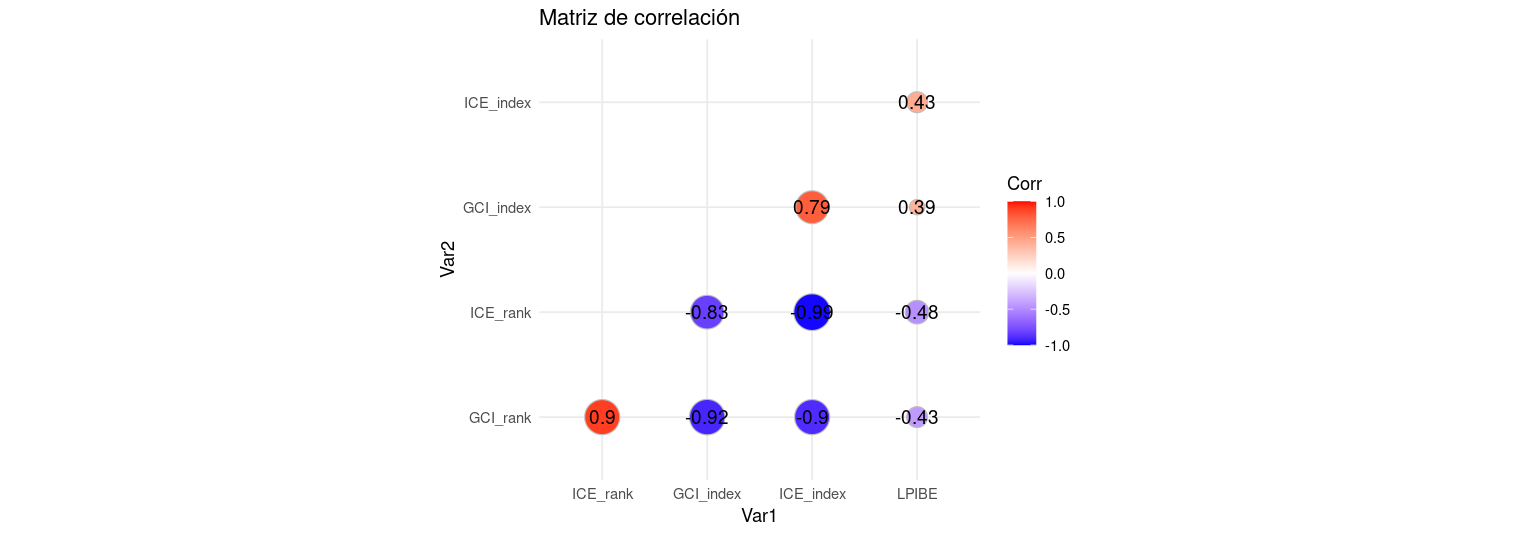 Matriz de correlación
ICE_index
0.43
GCI_index
0.79
0.39
ICE_rank
-0.83
-0.99
-0.48
GCI_rank
0.9
-0.92
-0.9
-0.43
ICE_rank
GCI_index
ICE_index
LPIBE
Var1
Var2
Corr
1.0
0.5
0.0
-0.5
-1.0